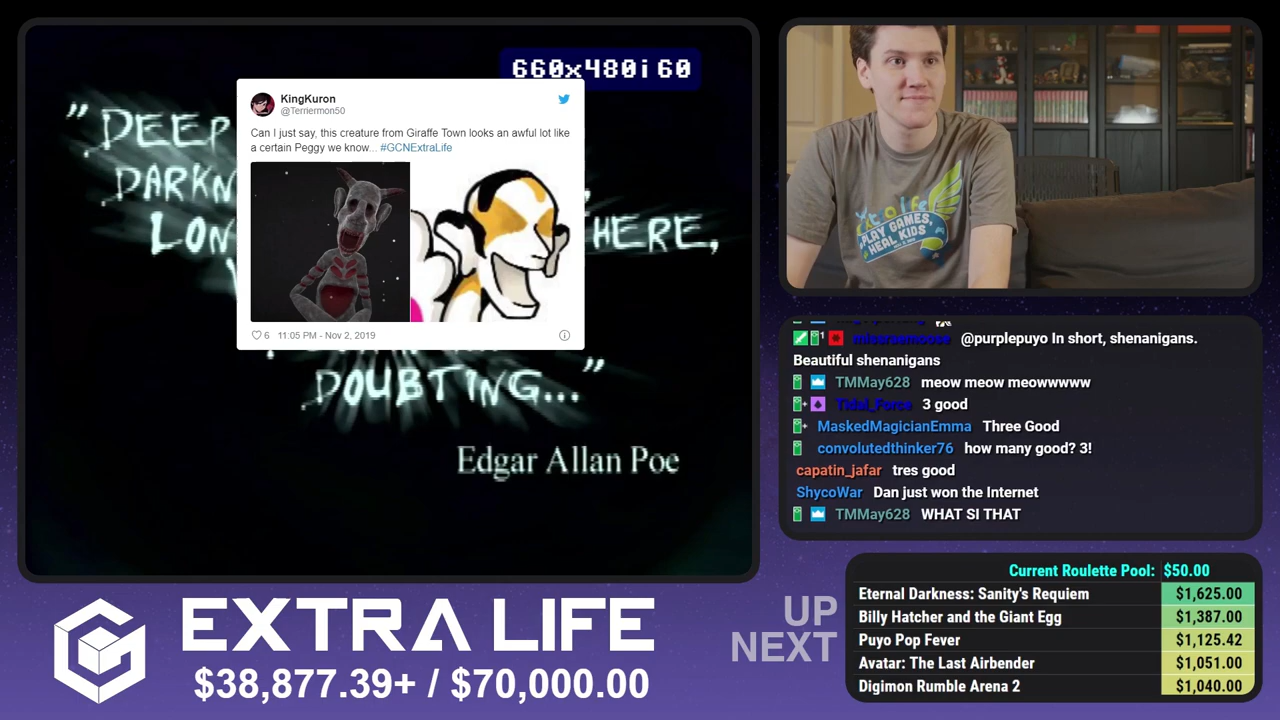 660x480i60
" DEEP
DARKN
LON
HERE,
DOUBTING..."
Edgar Allan Poe
KingKuron
@Terriermon50
Can I just say, this creature from Giraffe Town looks an awful lot like
a certain Peggy we know... #GCNExtraLife
6 11:05 PM - Nov 2, 2019
extra life
PLAY GAMES,
HEAL KIDS
missraemoose @purplepuyo In short, shenanigans.
Beautiful shenanigans
TMMay628 meow meow meowwwww
Tidal_Force 3 good
MaskedMagicianEmma Three Good
convolutedthinker76 how many good? 3!
capatin_jafar tres good
ShycoWar Dan just won the Internet
TMMay628 WHAT SI THAT
EXTRA LIFE
$38,877.39+ / $70,000.00
UP
NEXT
Current Roulette Pool: $50.00
Eternal Darkness: Sanity's Requiem $1,625.00
Billy Hatcher and the Giant Egg $1,387.00
Puyo Pop Fever $1,125.42
Avatar: The Last Airbender $1,051.00
Digimon Rumble Arena 2 $1,040.00